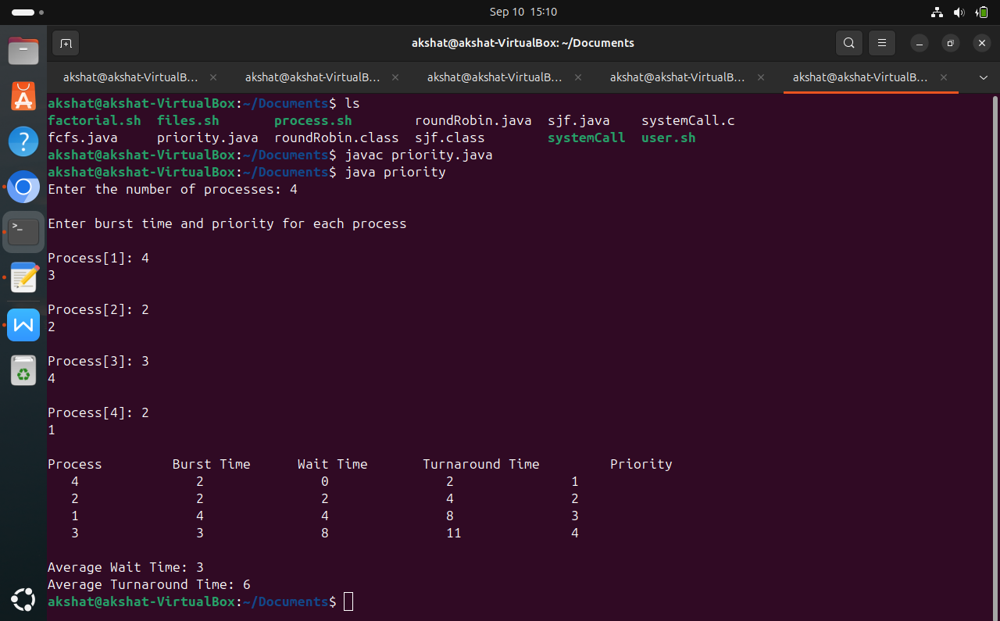 Sep 10 15:10
akshat@akshat-VirtualBox: ~/Documents
akshat@akshat-VirtualB... akshat@akshat-VirtualB... akshat@akshat-VirtualB... akshat@akshat-VirtualB... akshat@akshat-VirtualB...
akshat@akshat-VirtualBox:~/Documents$ ls
factorial.sh files.sh process.sh roundRobin.java sjf.java systemCall.c
fcfs.java priority.java roundRobin.class sjf.class systemCall user.sh
akshat@akshat-VirtualBox:~/Documents$ javac priority.java
akshat@akshat-VirtualBox:~/Documents$ java priority
Enter the number of processes: 4
Enter burst time and priority for each process
Process[1]: 4
3
Process[2]: 2
2
Process[3]: 3
4
Process[4]: 2
1
Process Burst Time Wait Time Turnaround Time Priority
4 2 0 2 1
2 2 2 4 2
1 4 4 8 3
3 3 8 11 4
Average Wait Time: 3
Average Turnaround Time: 6
akshat@akshat-VirtualBox:~/Documents$